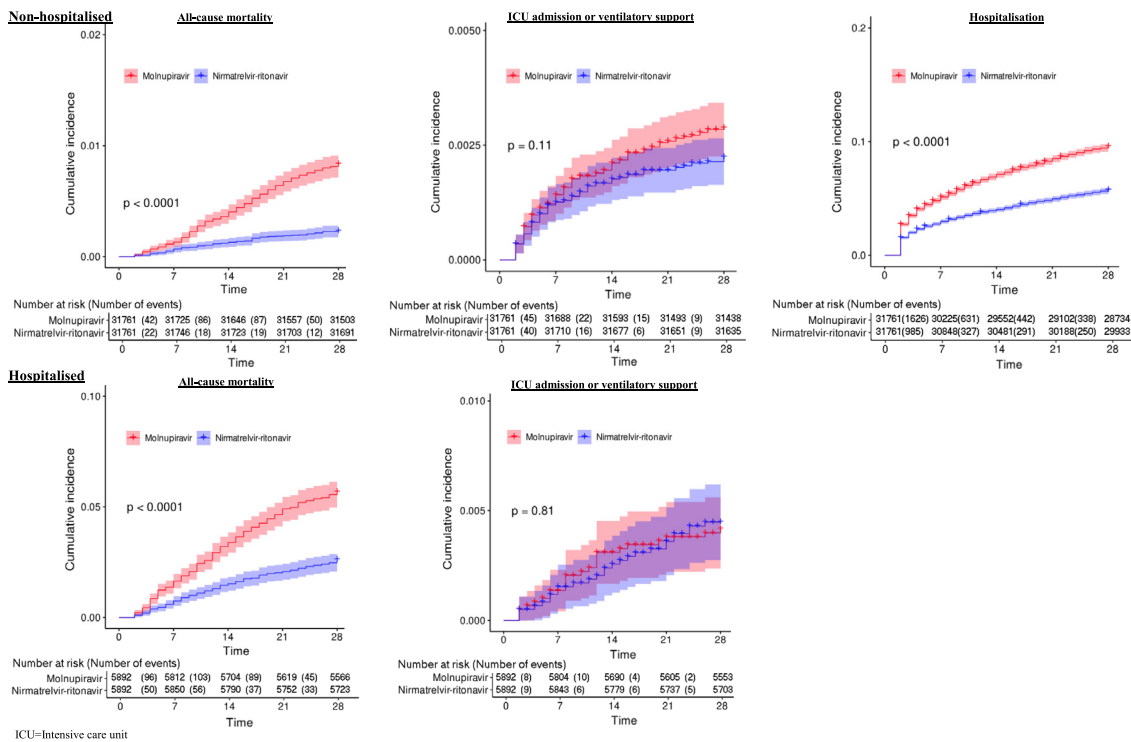 Non-hospitalised
All-cause mortality
0.02
0.01
0.00
Cumulative incidence
Molnupiravir Nirmatrelvir-ritonavir
p < 0.0001
0 7 14 21 28
Time
Number at risk (Number of events)
Molnupiravir 31761 (42) 31725 (86) 31646 (87) 31557 (50) 31503
Nirmatrelvir-ritonavir 31761 (22) 31746 (18) 31723 (19) 31703 (12) 31691
0 7 14 21 28
Time
ICU admission or ventilatory support
0.0050
0.0025
0.0000
Cumulative incidence
Molnupiravir Nirmatrelvir-ritonavir
p = 0.11
0 7 14 21 28
Time
Number at risk (Number of events)
Molnupiravir 31761 (45) 31688 (22) 31593 (15) 31493 (9) 31438
Nirmatrelvir-ritonavir 31761 (40) 31710 (16) 31677 (6) 31651 (9) 31635
0 7 14 21 28
Time
Hospitalisation
0.2
0.1
0.0
Cumulative incidence
Molnupiravir Nirmatrelvir-ritonavir
p <0.0001
0 7 14 21 28
Time
Number at risk (Number of events)
Molnupiravir 31761(1626) 30225(631) 29552(442) 29102(338) 28734
Nirmatrelvir-ritonavir 31761(985) 30848(327) 30481(291) 30188(250) 29933
0 7 14 21 28
Time
Hospitalised
All-cause mortality
0.10
0.05
0.00
Cumulative incidence
Molnupiravir Nirmatrelvir-ritonavir
p < 0.0001
0 7 14 21 28
Time
Number at risk (Number of events)
Molnupiravir 5892 (96) 5812 (103) 5704 (89) 5619 (45) 5566
Nirmatrelvir-ritonavir 5892 (50) 5850 (56) 5790 (37) 5752 (33) 5723
0 7 14 21 28
Time
ICU admission or ventilatory support
0.010
0.005
0.000
Cumulative incidence
Molnupiravir Nirmatrelvir-ritonavir
p = 0.81
0 7 14 21 28
Time
Number at risk (Number of events)
Molnupiravir 5892 (8) 5804 (10) 5690 (4) 5605 (2) 5553
Nirmatrelvir-ritonavir 5892 (9) 5843 (6) 5779 (6) 5737 (5) 5703
0 7 14 21 28
Time
ICU=Intensive care unit